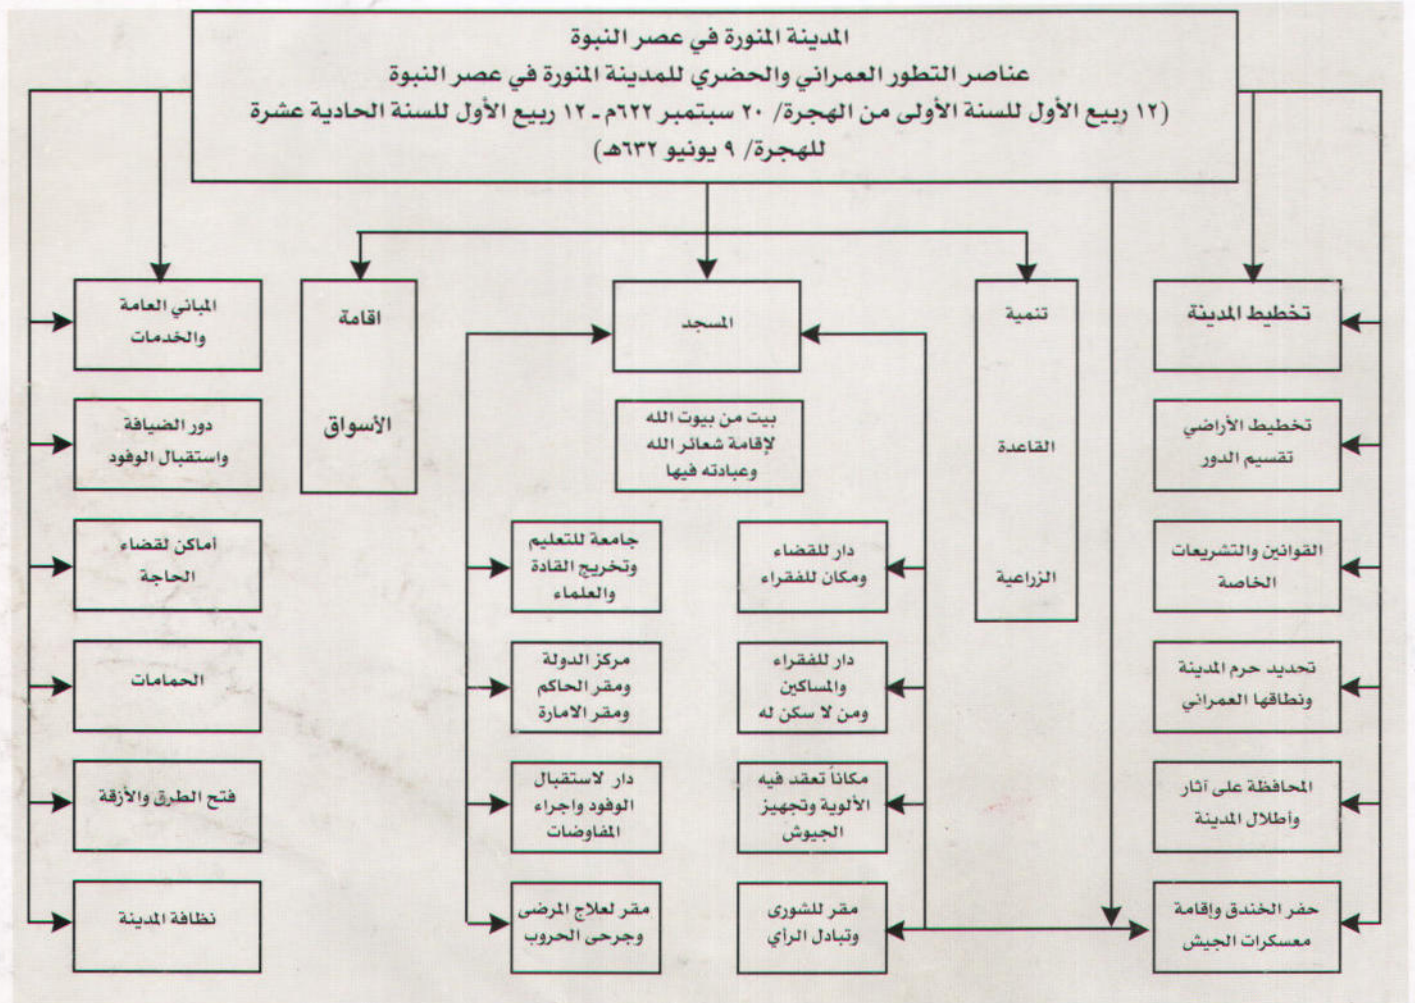 المدينة المنورة في عصر النبوة
عناصر التطور العمراني والحضري للمدينة المنورة في عصر النبوة
(١٢ ربيع الأول للسنة الأولى من الهجرة/ ٢٠ سبتمبر ٦٢٢م ـ ١٢ ربيع الأول للسنة الحادية عشرة
للهجرة/ ٩ يونيو ٦٣٢هـ)
تخطيط المدينة
تخطيط الأراضي
تقسيم الدور
القوانين والتشريعات
الخاصة
تحديد حرم المدينة
ونطاقها العمراني
المحافظة على آثار
وأطلال المدينة
حفر الخندق وإقامة
معسكرات الجيش
تنمية
القاعدة
الزراعية
المسجد
بيت من بيوت الله
لإقامة شعائر الله
وعبادته فيها
دار للقضاء
ومكان للفقراء
دار للفقراء
والمساكين
ومن لا سكن له
مكاناً تعقد فيه
الألوية وتجهيز
الجيوش
مقر للشورى
وتبادل الرأي
جامعة للتعليم
وتخريج القادة
والعلماء
مركز الدولة
ومقر الحاكم
ومقر الامارة
دار لاستقبال
الوفود واجراء
المفاوضات
مقر لعلاج المرضى
وجرحى الحروب
اقامة
الأسواق
المباني العامة
والخدمات
دور الضيافة
واستقبال الوفود
أماكن لقضاء
الحاجة
الحمامات
فتح الطرق والأزقة
نظافة المدينة